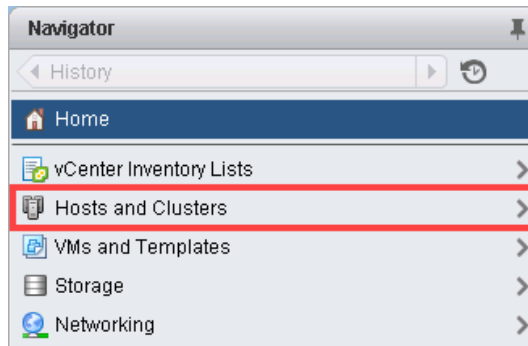 Navigator
History
Home
vCenter Inventory Lists
Hosts and Clusters
VMs and Templates
Storage
Networking